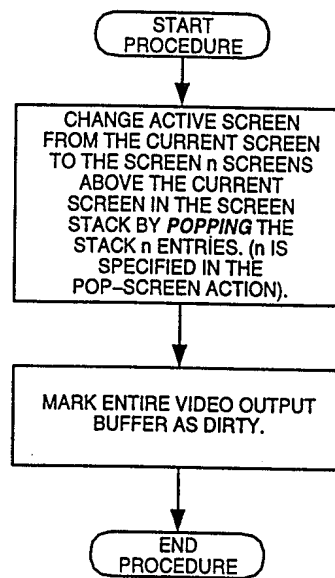 START
PROCEDURE
CHANGE ACTIVE SCREEN
FROM THE CURRENT SCREEN
TO THE SCREEN n SCREENS
ABOVE THE CURRENT
SCREEN IN THE SCREEN
STACK BY POPPING THE
STACK n ENTRIES. (n IS
SPECIFIED IN THE
POP–SCREEN ACTION).
MARK ENTIRE VIDEO OUTPUT
BUFFER AS DIRTY.
END
PROCEDURE